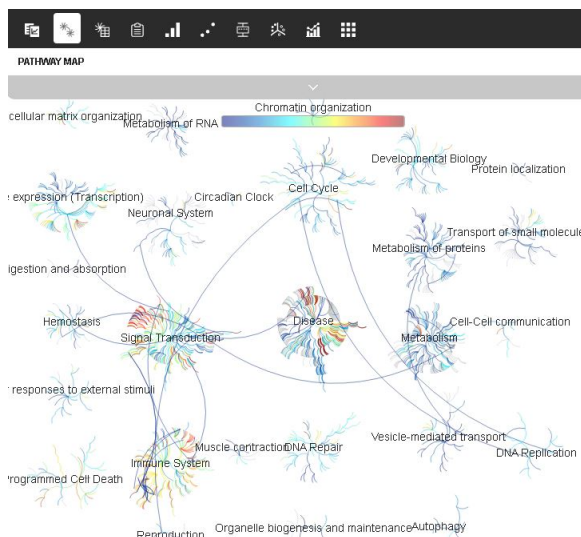 PATHWAY MAP
Chromatin organization
cellular matrix organization
Metabolism of RNA
Developmental Biology
Protein localization
Cell Cycle
e expression (Transcription)
Circadian Clock
Neuronal System
Transport of small molecule
Metabolism of proteins
igestion and absorption
Hemostasis
Disease
Cell-Cell communication
Signal Transduction
Metabolism
r responses to external stimuli
Vesicle-mediated transport
Muscle contraction
DNA Repair
DNA Replication
Immune System
Programmed Cell Death
Organelle biogenesis and maintenance
Autophagy
Reproduction